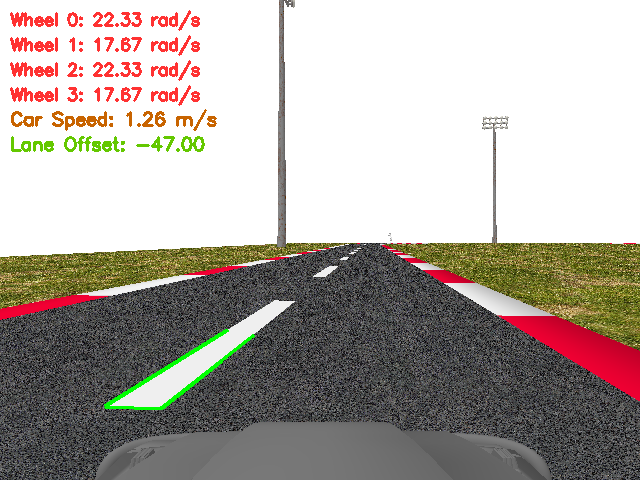 Wheel 0: 22.33 rad/s
Wheel 1: 17.67 rad/s
Wheel 2: 22.33 rad/s
Wheel 3: 17.67 rad/s
Car Speed: 1.26 m/s
Lane Offset: -47.00